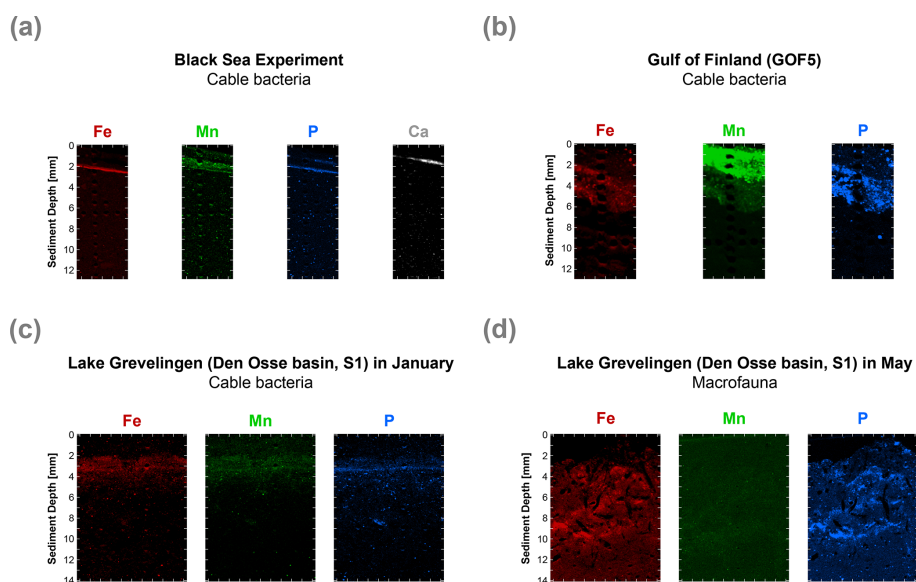 (a)
Black Sea Experiment
Cable bacteria
Fe Mn P Ca
Sediment Depth [mm]
0
2
4
6
8
10
12
(b)
Gulf of Finland (GOF5)
Cable bacteria
Fe Mn P
Sediment Depth [mm]
0
2
4
6
8
10
12
(c)
Lake Grevelingen (Den Osse basin, S1) in January
Cable bacteria
Fe Mn P
Sediment Depth [mm]
0
2
4
6
8
10
12
14
(d)
Lake Grevelingen (Den Osse basin, S1) in May
Macrofauna
Fe Mn P
Sediment Depth [mm]
0
2
4
6
8
10
12
14